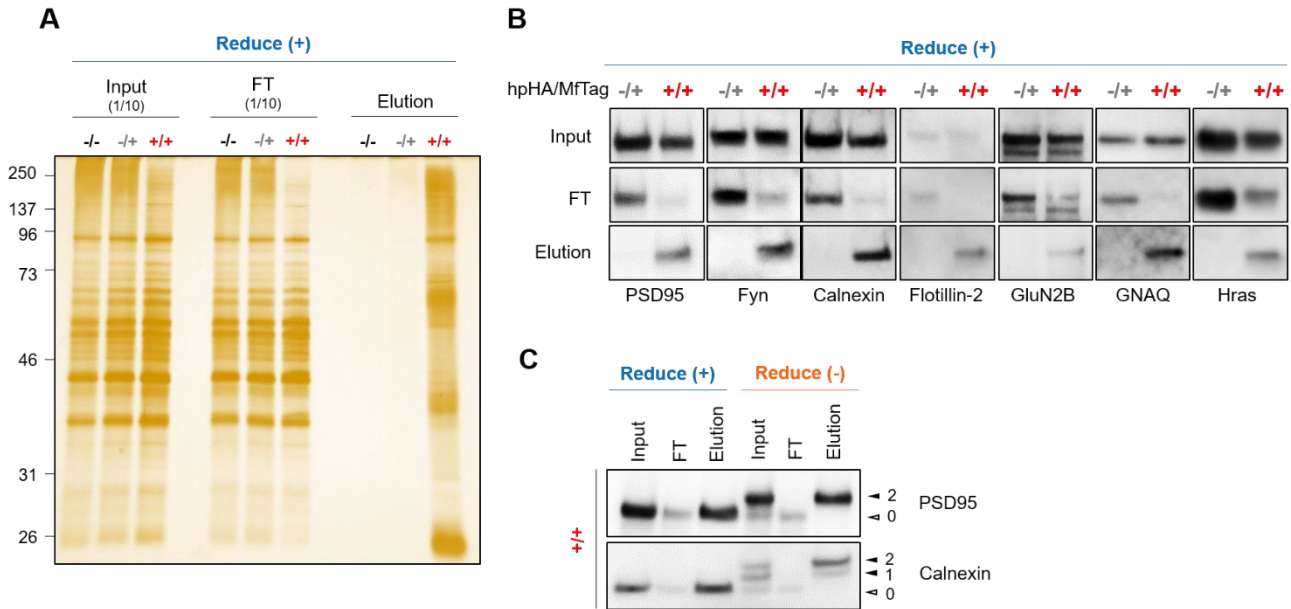 A
Reduce (+)
Input FT Elution
(1/10) (1/10)
-/- -/+ +/+ -/- -/+ +/+ -/- -/+ +/+
250
137
96
73
46
31
26
B
Reduce (+)
hpHA/MfTag -/+ +/+ -/+ +/+ -/+ +/+ -/+ +/+ -/+ +/+ -/+ +/+ -/+ +/+
Input
FT
Elution
PSD95 Fyn Calnexin Flotillin-2 GluN2B GNAQ Hras
C
Reduce (+) Reduce (-)
Input FT Elution Input FT Elution
+/+
2
0
PSD95
2
1
0
Calnexin